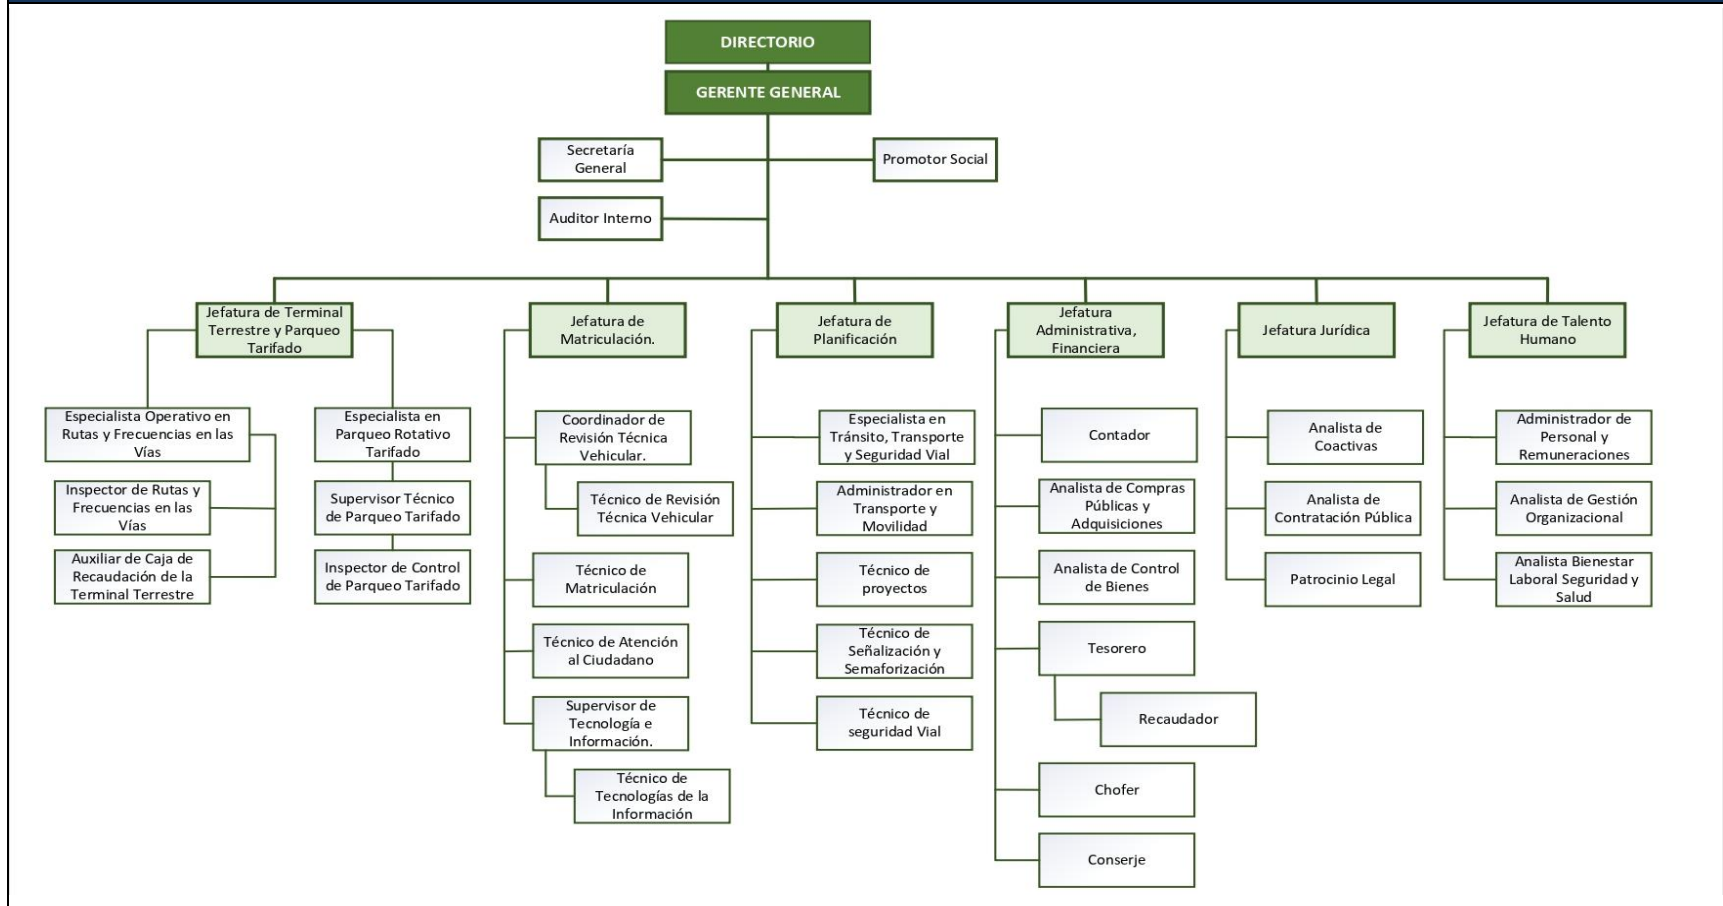 DIRECTORIO
GERENTE GENERAL
Secretaría
General
Promotor Social
Auditor Interno
Jefatura de Terminal
Terrestre y Parqueo
Tarifado
Especialista Operativo en
Rutas y Frecuencias en las
Vías
Inspector de Rutas y
Frecuencias en las
Vías
Auxiliar de Caja de
Recaudación de la
Terminal Terrestre
Especialista en
Parqueo Rotativo
Tarifado
Supervisor Técnico
de Parqueo Tarifado
Inspector de Control
de Parqueo Tarifado
Jefatura de
Matriculación.
Coordinador de
Revisión Técnica
Vehicular.
Técnico de Revisión
Técnica Vehicular
Técnico de
Matriculación
Técnico de Atención
al Ciudadano
Supervisor de
Tecnología e
Información.
Técnico de
Tecnologías de la
Información
Jefatura de
Planificación
Especialista en
Tránsito, Transporte
y Seguridad Vial
Administrador en
Transporte y
Movilidad
Técnico de
proyectos
Técnico de
Señalización y
Semaforización
Técnico de
seguridad Vial
Jefatura
Administrativa,
Financiera
Contador
Analista de Compras
Públicas y
Adquisiciones
Analista de Control
de Bienes
Tesorero
Recaudador
Chofer
Conserje
Jefatura Jurídica
Analista de
Coactivas
Analista de
Contratación Pública
Patrocinio Legal
Jefatura de Talento
Humano
Administrador de
Personal y
Remuneraciones
Analista de Gestión
Organizacional
Analista Bienestar
Laboral Seguridad y
Salud